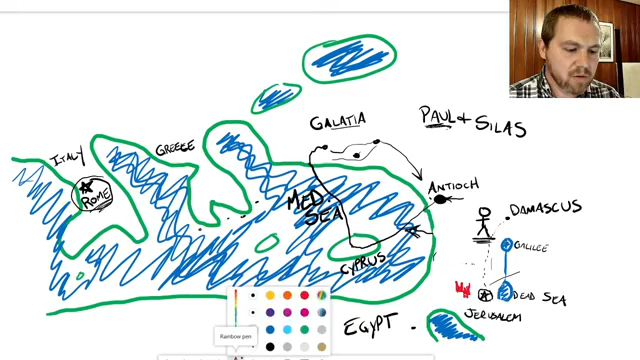 GALATIA
PAUL & SILAS
ITALY
GREECE
ROME
MED.
SEA
ANTIOCH
DAMASCUS
GALILEE
CYPRUS
DEAD SEA
JERUSALEM
EGYPT
Rainbow pen